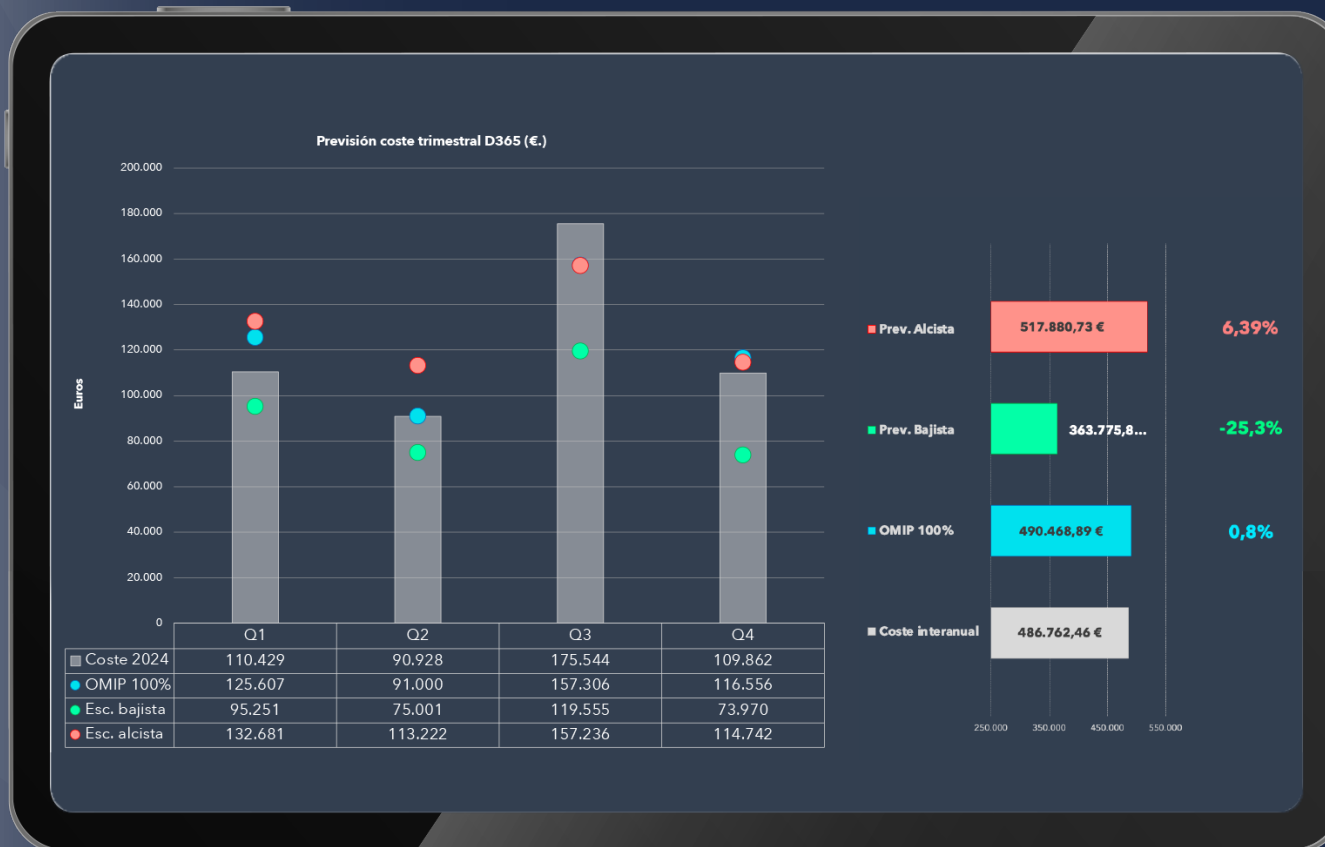 Previsión coste trimestral D365 (€.)
200.000
180.000
160.000
140.000
120.000
100.000
80.000
60.000
40.000
20.000
0
Euros
Q1 Q2 Q3 Q4
Coste 2024 110.429 90.928 175.544 109.862
OMIP 100% 125.607 91.000 157.306 116.556
Esc. bajista 95.251 75.001 119.555 73.970
Esc. alcista 132.681 113.222 157.236 114.742
Prev. Alcista 517.880,73 € 6,39%
Prev. Bajista 363.775,8... -25,3%
OMIP 100% 490.468,89 € 0,8%
Coste interanual 486.762,46 €
250.000 350.000 450.000 550.000